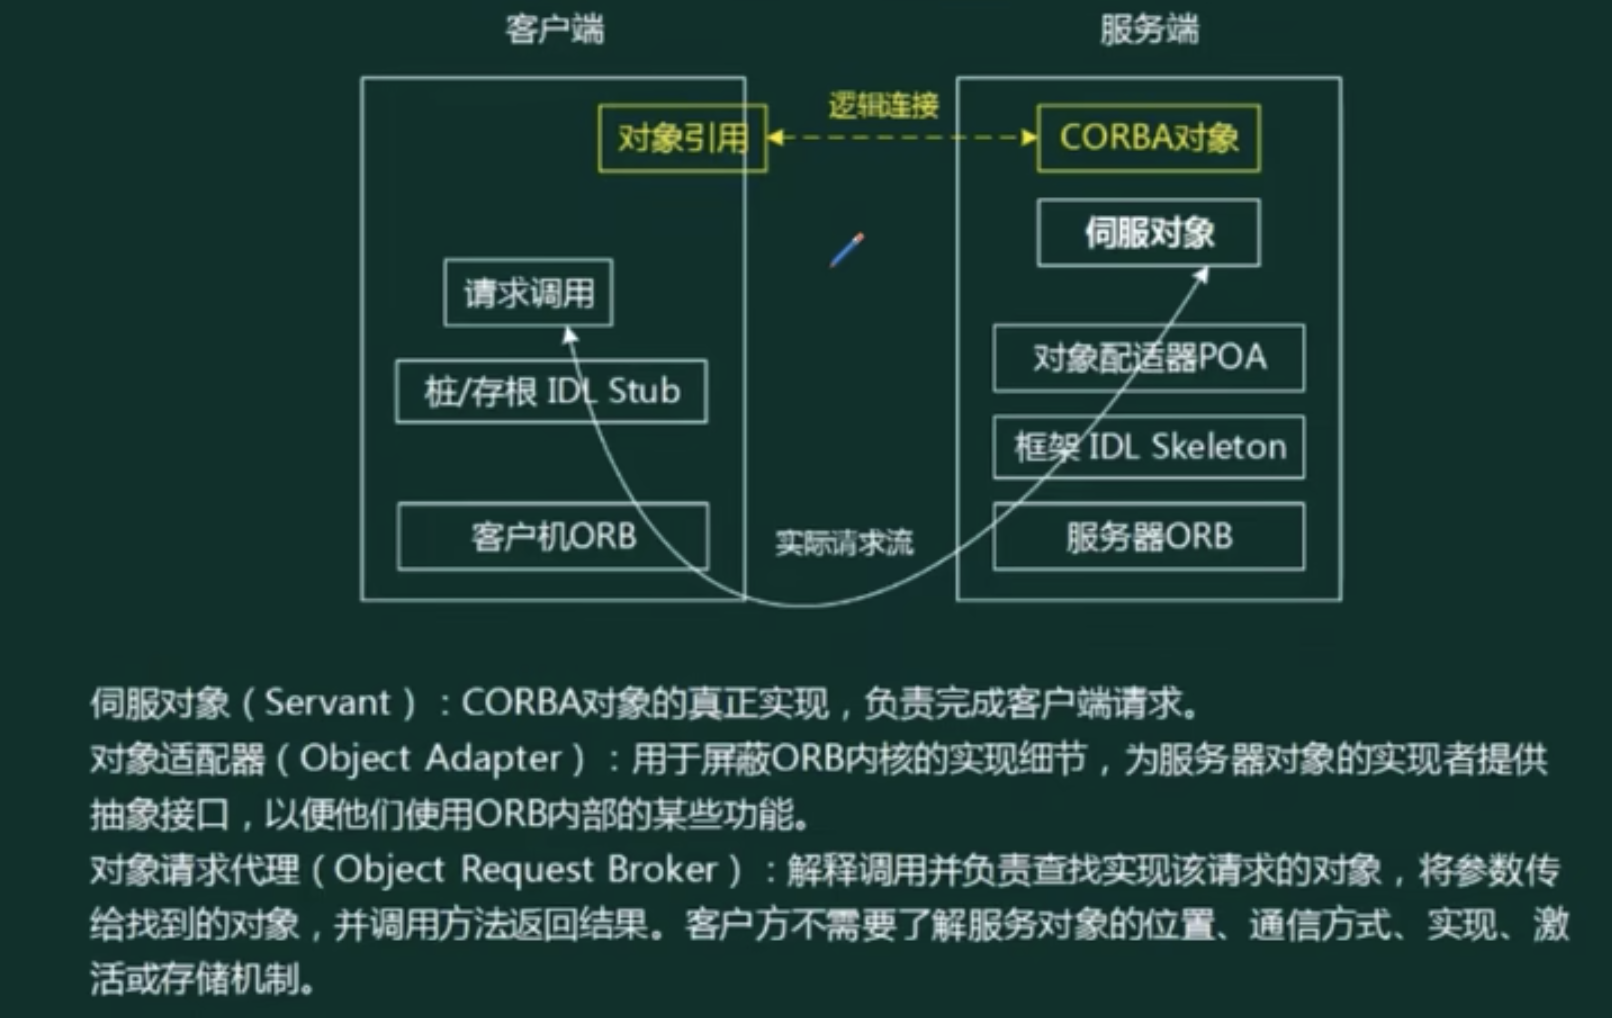 客户端
服务端
逻辑连接
对象引用
CORBA对象
伺服对象
请求调用
对象配适器POA
桩/存根 IDL Stub
框架 IDL Skeleton
客户机ORB
实际请求流
服务器ORB
伺服对象（Servant）：CORBA对象的真正实现，负责完成客户端请求。
对象适配器（Object Adapter）：用于屏蔽ORB内核的实现细节，为服务器对象的实现者提供
抽象接口，以便他们使用ORB内部的某些功能。
对象请求代理（Object Request Broker）：解释调用并负责查找实现该请求的对象，将参数传
给找到的对象，并调用方法返回结果。客户方不需要了解服务对象的位置、通信方式、实现、激
活或存储机制。